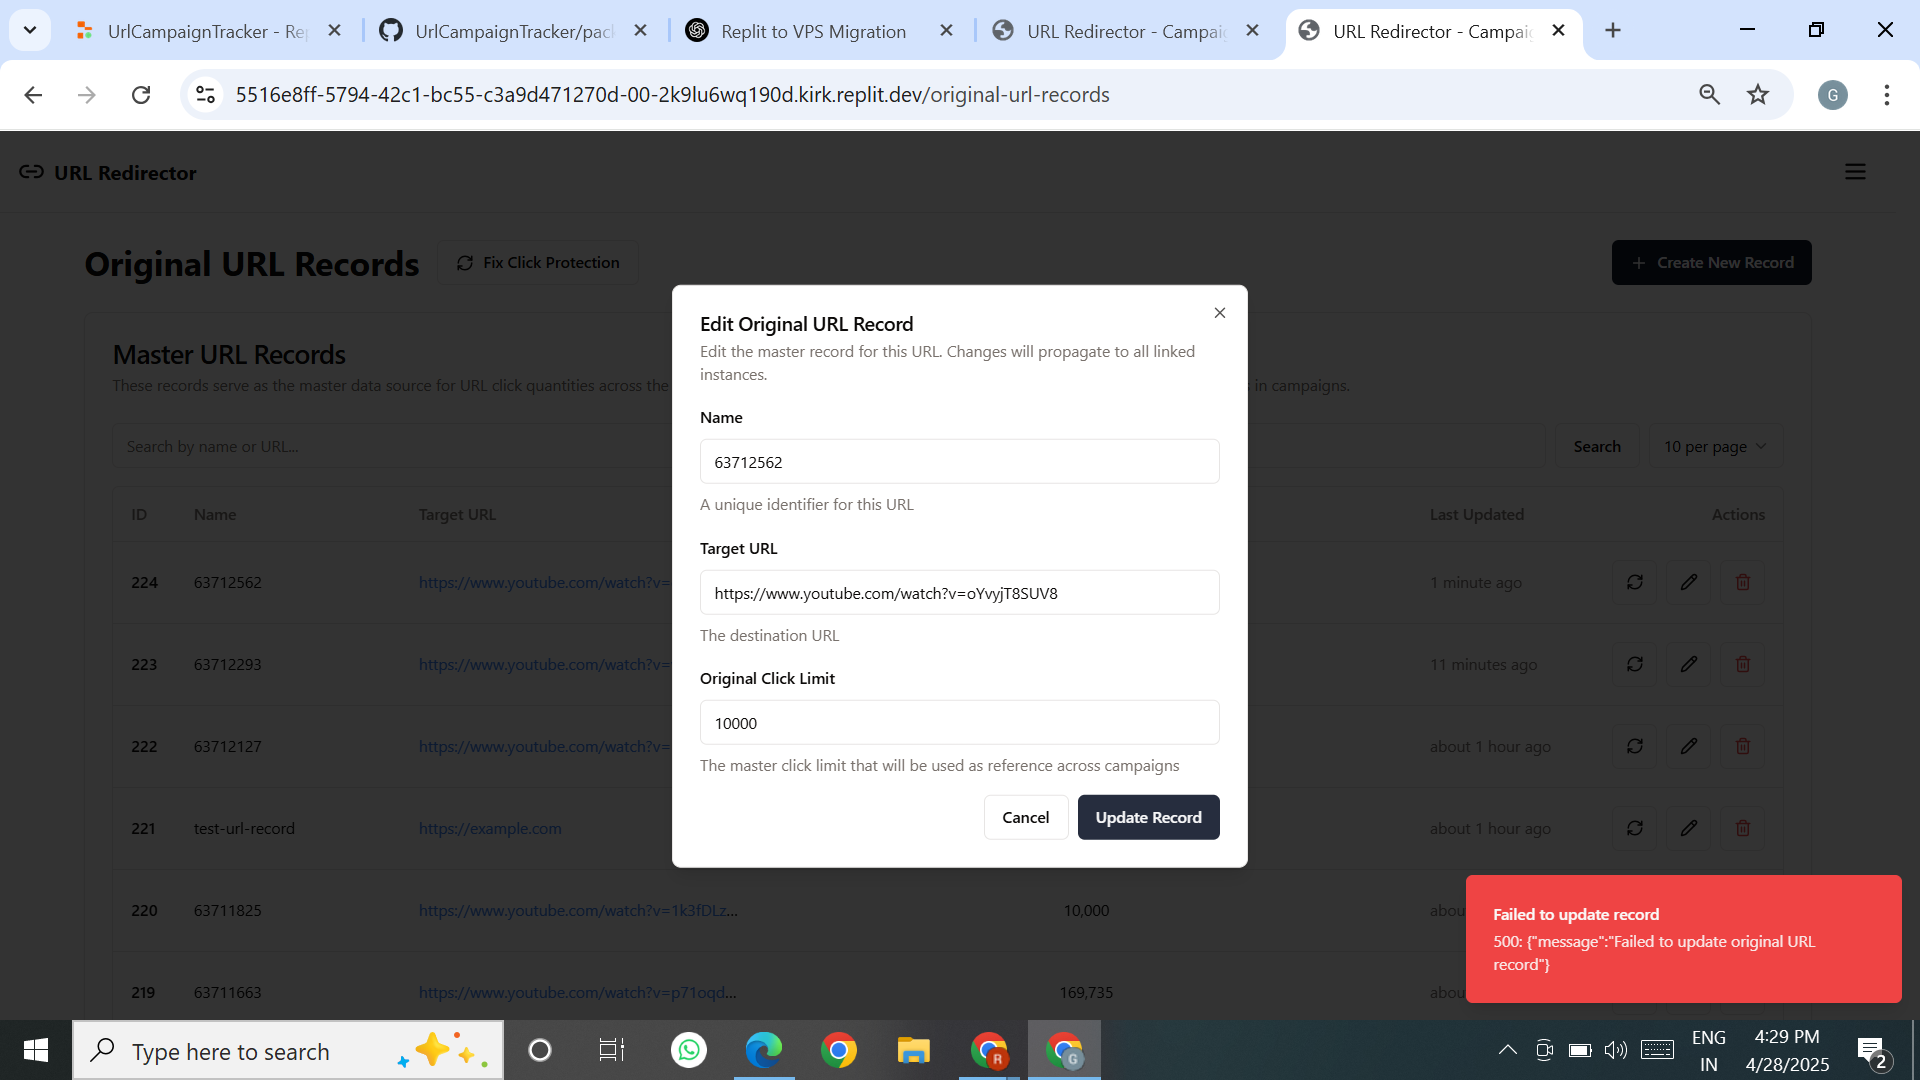 UrlCampaignTracker - Rep
UrlCampaignTracker/pac
Replit to VPS Migration
URL Redirector - Campai
URL Redirector - Campai
5516e8ff-5794-42c1-bc55-c3a9d471270d-00-2k9lu6wq190d.kirk.replit.dev/original-url-records
G
URL Redirector
Original URL Records
Fix Click Protection
Create New Record
Master URL Records
These records serve as the master data source for URL click quantities across the
in campaigns.
Search by name or URL...
Search
10 per page
ID Name Target URL Last Updated Actions
224 63712562 https://www.youtube.com/watch?v= 1 minute ago
223 63712293 https://www.youtube.com/watch?v= 11 minutes ago
222 63712127 https://www.youtube.com/watch?v= about 1 hour ago
221 test-url-record https://example.com about 1 hour ago
220 63711825 https://www.youtube.com/watch?v=1k3fDLz... 10,000 abou
219 63711663 https://www.youtube.com/watch?v=p71oqd... 169,735 abou
Edit Original URL Record
Edit the master record for this URL. Changes will propagate to all linked
instances.
Name
63712562
A unique identifier for this URL
Target URL
https://www.youtube.com/watch?v=oYvyjT8SUV8
The destination URL
Original Click Limit
10000
The master click limit that will be used as reference across campaigns
Cancel
Update Record
Failed to update record
500: {"message":"Failed to update original URL
record"}
Type here to search
R
G
ENG
IN
4:29 PM
4/28/2025
2